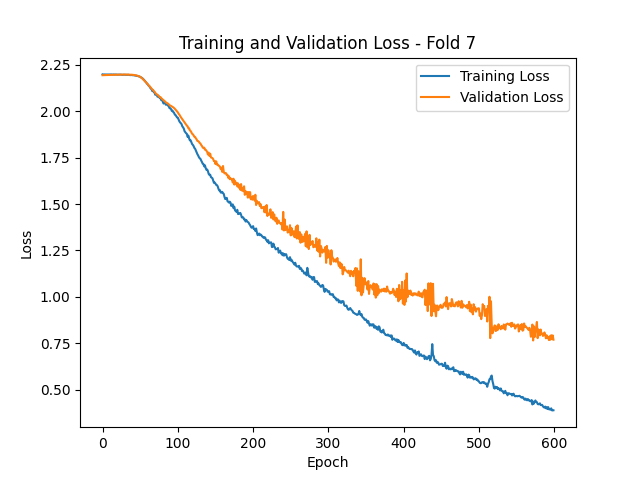 Training and Validation Loss - Fold 7
Training Loss
Validation Loss
2.25
2.00
1.75
1.50
1.25
1.00
0.75
0.50
Loss
0 100 200 300 400 500 600
Epoch